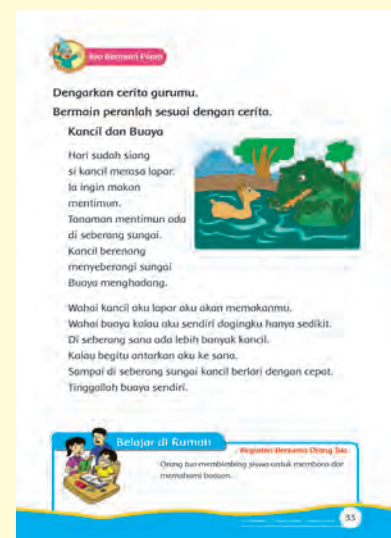 Ayo Bermain Peran
Dengarkan cerita gurumu.
Bermain peranlah sesuai dengan cerita.
Kancil dan Buaya
Hari sudah siang
si kancil merasa lapar.
Ia ingin makan
mentimun.
Tanaman mentimun ada
di seberang sungai.
Kancil berenang
menyeberangi sungai
Buaya menghadang.
Wahai kancil aku lapar aku akan memakanmu.
Wahai buaya kalau aku sendiri dagingku hanya sedikit.
Di seberang sana ada lebih banyak kancil.
Kalau begitu antarkan aku ke sana.
Sampai di seberang sungai kancil berlari dengan cepat.
Tinggallah buaya sendiri.
Belajar di Rumah
Kegiatan Bersama Orang Tua
Orang tua membimbing siswa untuk membaca dan
memahami bacaan.
33